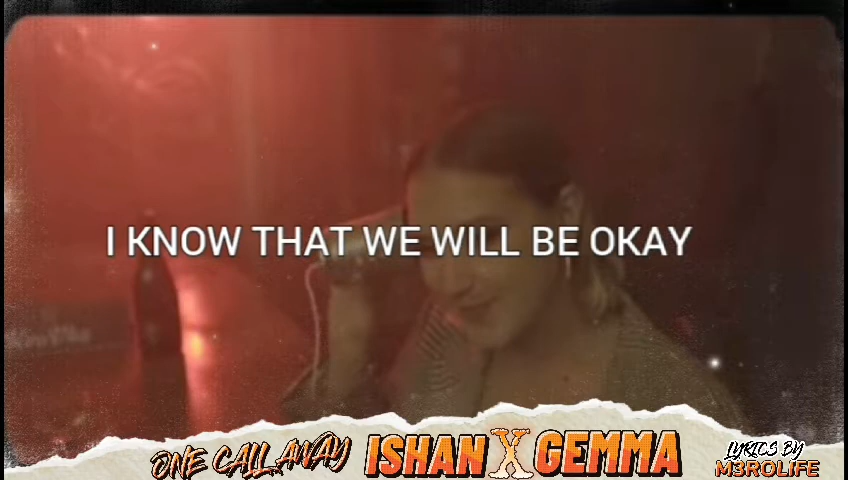 I KNOW THAT WE WILL BE OKAY
ONE CALL AWAY ISHAN X GEMMA
LYRICS BY
M3ROLIFE